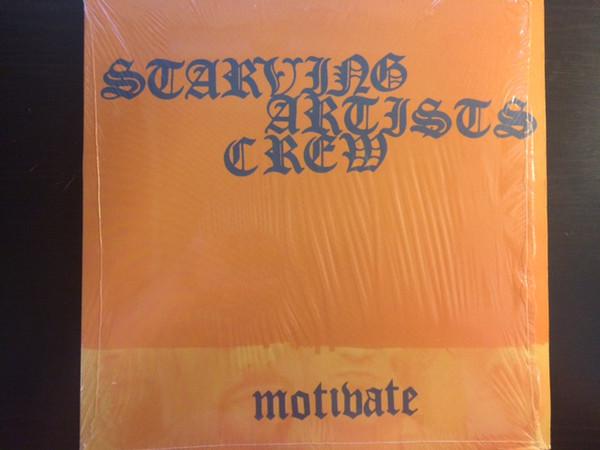 STARVING
ARTISTS
CREW
motivate